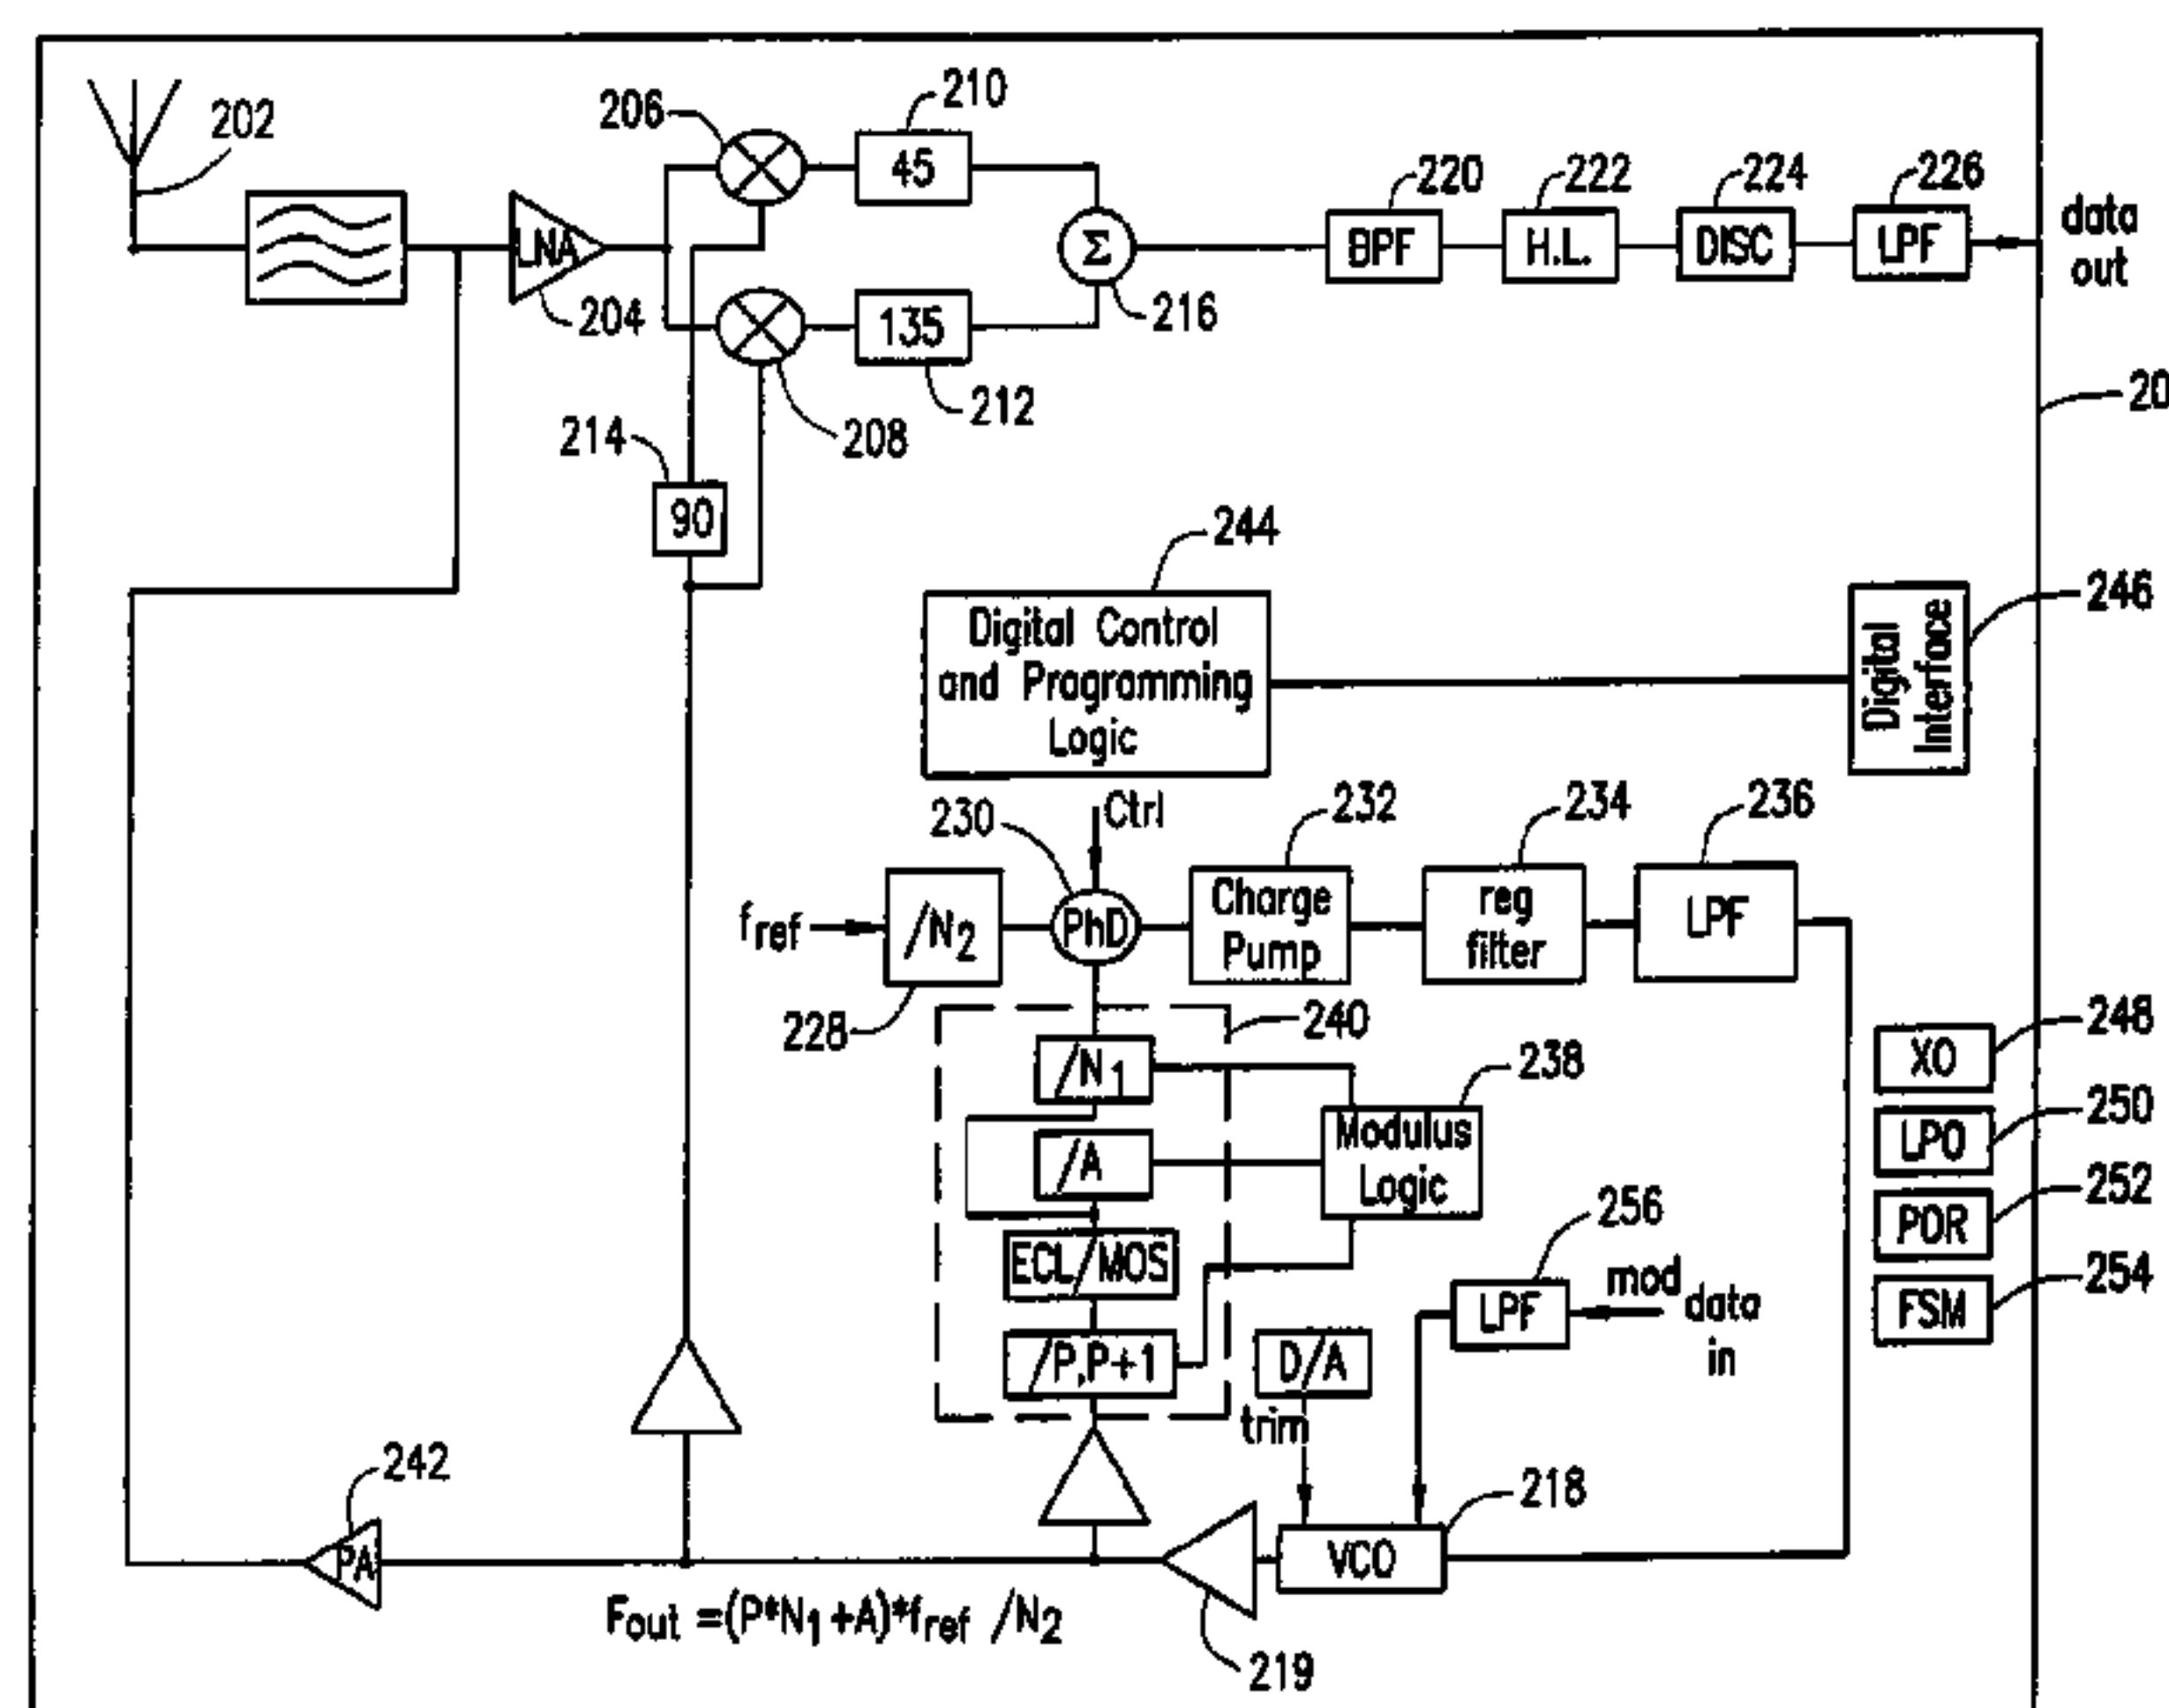 202
206
210
45
LNA
204
208
135
212
Σ
216
220
BPF
222
H.L.
224
DISC
226
LPF
data
out
20
214
90
244
Digital Control
and Programming
Logic
246
Digital
Interface
230
Ctrl
232
234
236
fref
/N2
PhD
Charge
Pump
reg
filter
LPF
228
240
/N1
238
/A
Modulus
Logic
ECL/MOS
/P,P+1
248
XO
250
LPO
252
POR
254
FSM
256
LPF
mod
data
in
D/A
trim
242
PA
218
VCO
Fout =(P*N1+A)*fref /N2
219